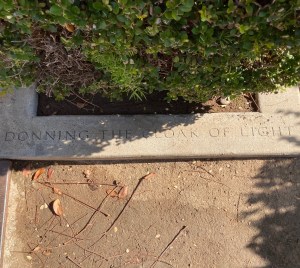 DONNING THE CLOAK OF LIGHT